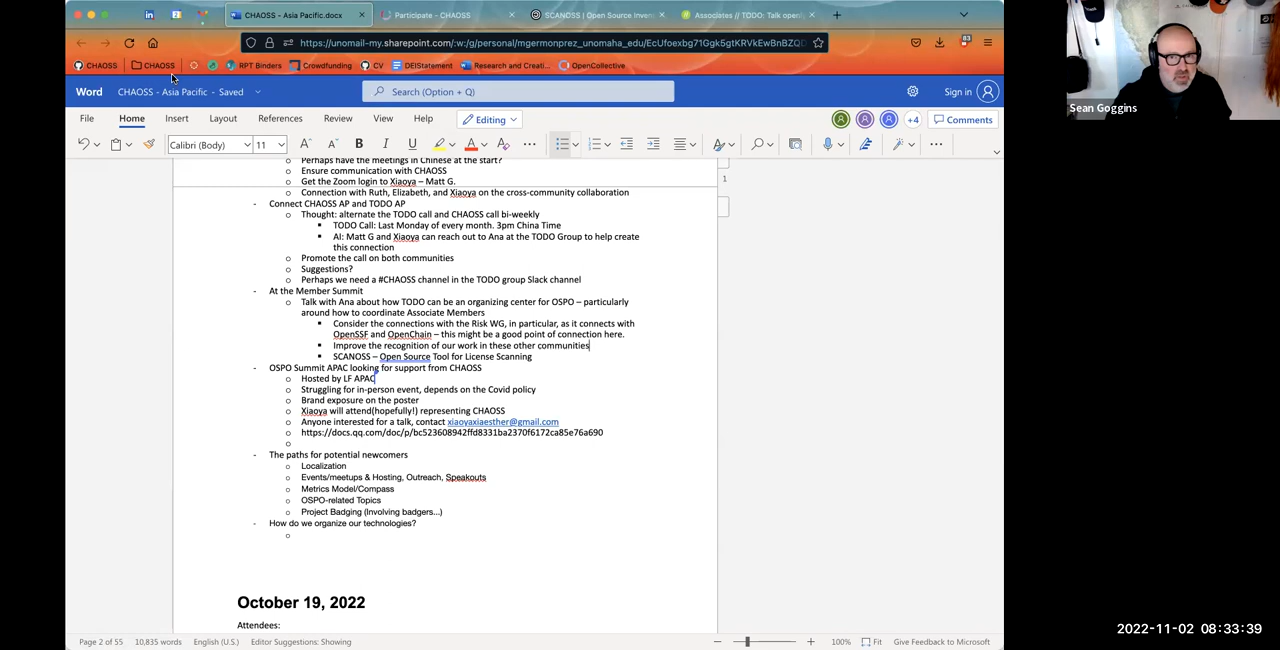 CHAOSS - Asia Pacific.docx
Participate - CHAOSS
SCANOSS | Open Source Inven
Associates // TODO: Talk openly
https://unomail-my.sharepoint.com/:w:/g/personal/mgermonprez_unomaha_edu/EcUfoexbg71Ggk5gtKRVkEwBnBZQD
83
CHAOSS
CHAOSS
RPT Binders
Crowdfunding
CV
DEIStatement
Research and Creati...
OpenCollective
Word
CHAOSS - Asia Pacific - Saved
Search (Option + Q)
Sign in
File Home Insert Layout References Review View Help
Editing
+4
Comments
Calibri (Body)
11
B I U
Perhaps have the meetings in Chinese at the start?
Ensure communication with CHAOSS
Get the Zoom login to Xiaoya – Matt G.
Connection with Ruth, Elizabeth, and Xiaoya on the cross-community collaboration
1
- Connect CHAOSS AP and TODO AP
Thought: alternate the TODO call and CHAOSS call bi-weekly
TODO Call: Last Monday of every month. 3pm China Time
AI: Matt G and Xiaoya can reach out to Ana at the TODO Group to help create
this connection
Promote the call on both communities
Suggestions?
Perhaps we need a #CHAOSS channel in the TODO group Slack channel
- At the Member Summit
Talk with Ana about how TODO can be an organizing center for OSPO – particularly
around how to coordinate Associate Members
Consider the connections with the Risk WG, in particular, as it connects with
OpenSSF and OpenChain – this might be a good point of connection here.
Improve the recognition of our work in these other communities
SCANOSS – Open Source Tool for License Scanning
- OSPO Summit APAC looking for support from CHAOSS
Hosted by LF APAC
Struggling for in-person event, depends on the Covid policy
Brand exposure on the poster
Xiaoya will attend(hopefully!) representing CHAOSS
Anyone interested for a talk, contact xiaoyaxiaesther@gmail.com
https://docs.qq.com/doc/p/bc523608942ffd8331ba2370f6172ca85e76a690
- The paths for potential newcomers
Localization
Events/meetups & Hosting, Outreach, Speakouts
Metrics Model/Compass
OSPO-related Topics
Project Badging (Involving badgers...)
- How do we organize our technologies?
October 19, 2022
Attendees:
Page 2 of 55
10,835 words
English (U.S.)
Editor Suggestions: Showing
100%
Fit
Give Feedback to Microsoft
Sean Goggins
2022-11-02 08:33:39